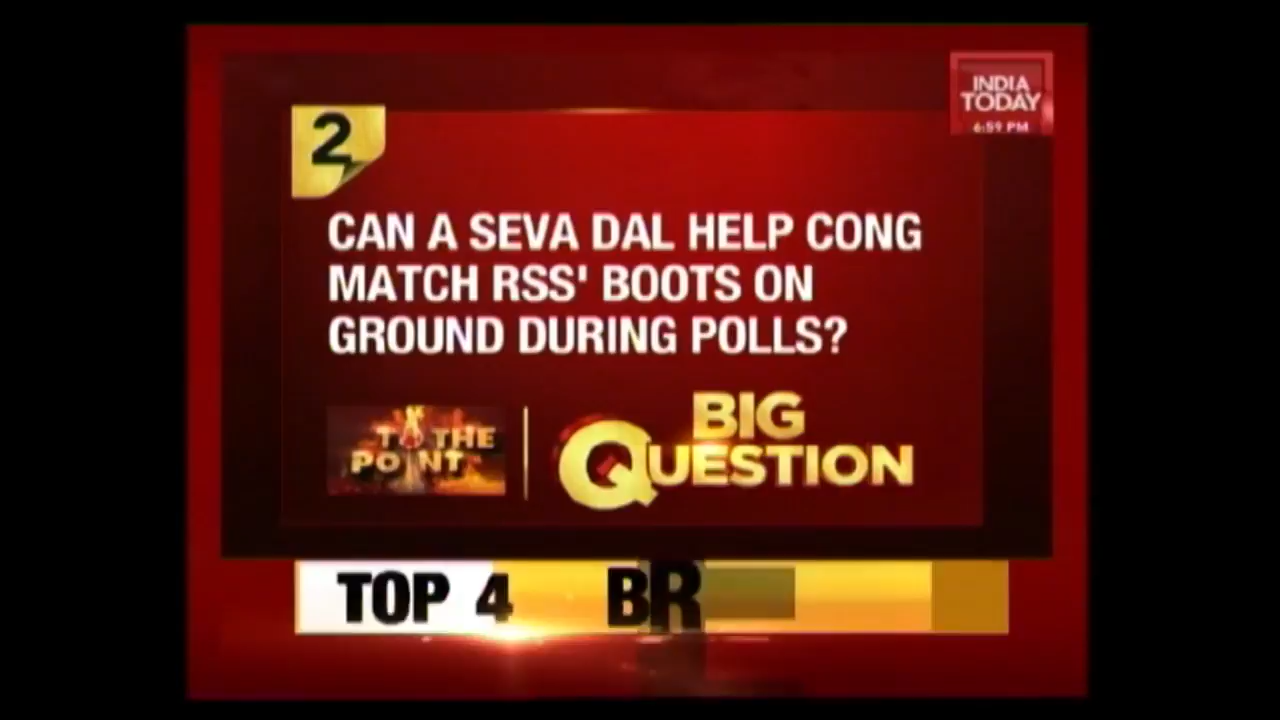 INDIA
TODAY
6:59 PM
2
CAN A SEVA DAL HELP CONG
MATCH RSS' BOOTS ON
GROUND DURING POLLS?
TO THE
POINT
BIG
QUESTION
TOP 4
BR